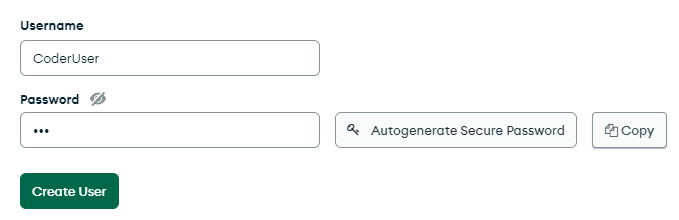 Username
CoderUser
Password
••• Autogenerate Secure Password Copy
Create User